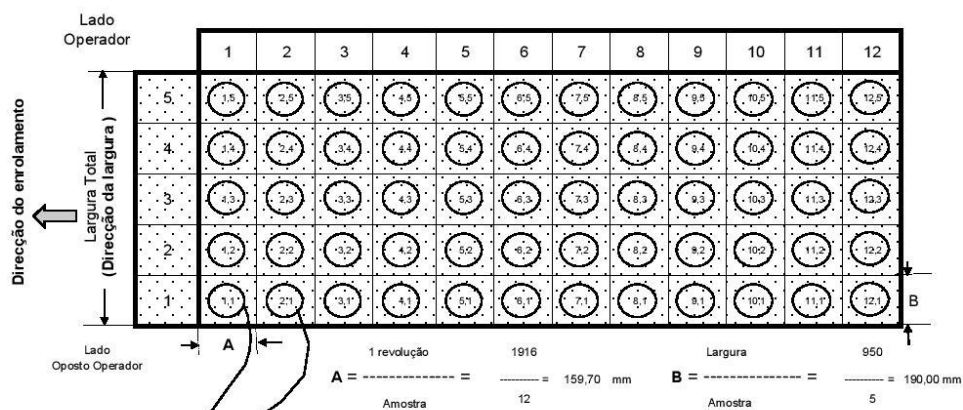 Lado
Operador
1 2 3 4 5 6 7 8 9 10 11 12
Direcção do enrolamento
Largura Total
(Direcção da largura )
5 1,5 2,5 3,5 4,5 5,5 6,5 7,5 8,5 9,5 10,5 11,5 12,5
4 1,4 2,4 3,4 4,4 5,4 6,4 7,4 8,4 9,4 10,4 11,4 12,4
3 1,3 2,3 3,3 4,3 5,3 6,3 7,3 8,3 9,3 10,3 11,3 12,3
2 1,2 2,2 3,2 4,2 5,2 6,2 7,2 8,2 9,2 10,2 11,2 12,2
1 1,1 2,1 3,1 4,1 5,1 6,1 7,1 8,1 9,1 10,1 11,1 12,1
B
Lado
Oposto Operador
A
1 revolução 1916 Largura 950
A = -------------- = ---------- = 159,70 mm B = --------------- = ---------- = 190,00 mm
Amostra 12 Amostra 5